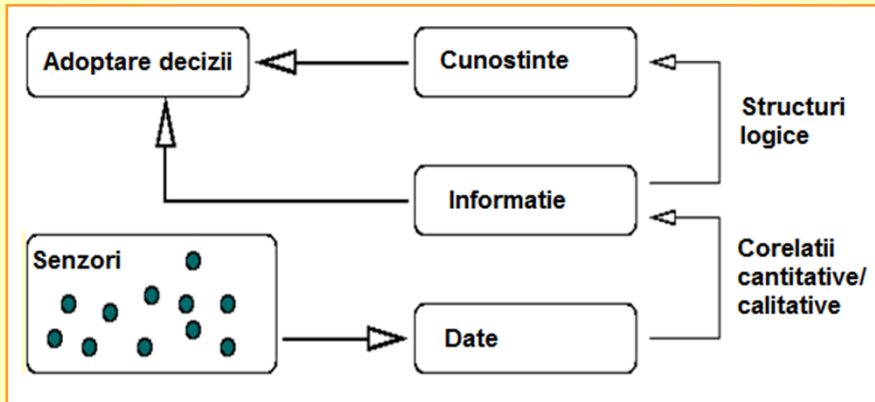 Adoptare decizii
Cunostinte
Structuri
logice
Informatie
Senzori
Corelatii
cantitative/
calitative
Date